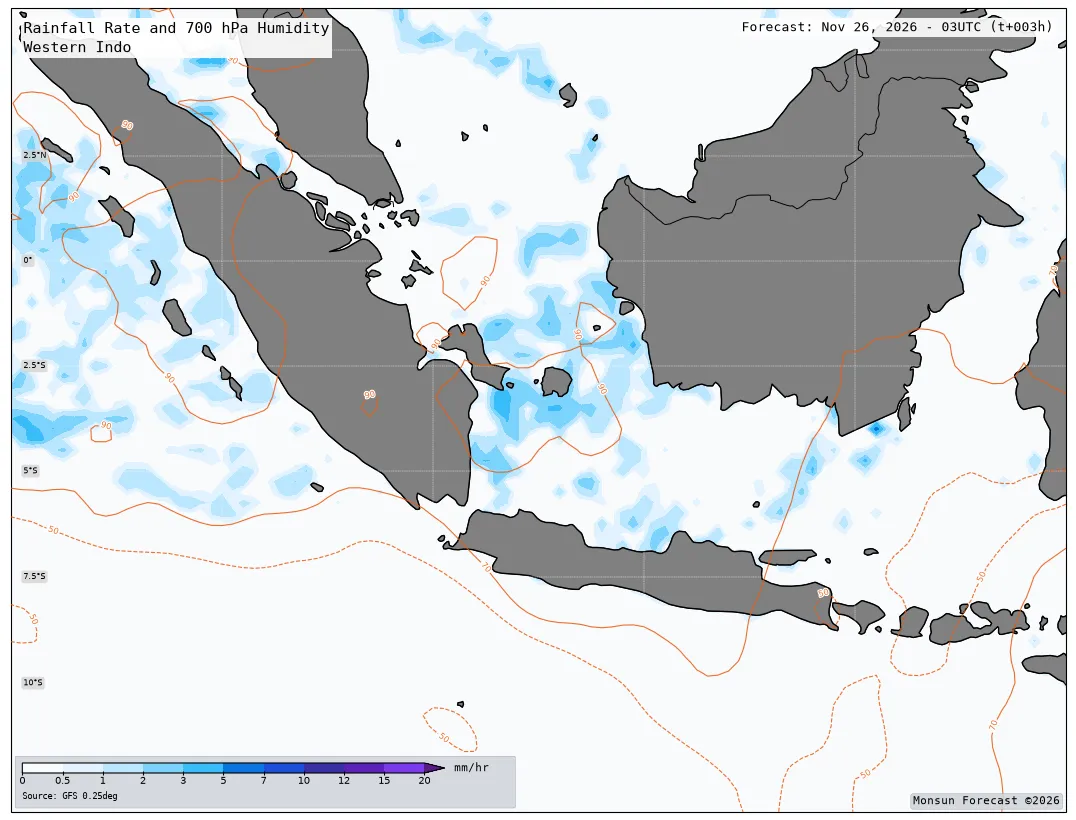 Rainfall Rate and 700 hPa Humidity
Western Indo
Forecast: Nov 26, 2026 - 03UTC (t+003h)
90
90
2.5°N
90
0°
90
70
90
90
2.5°S
90
90
90
90
5°S
50
70
7.5°S
50
50
50
10°S
70
50
50
mm/hr
0 0.5 1 2 3 5 7 10 12 15 20
Source: GFS 0.25deg
Monsun Forecast ©2026